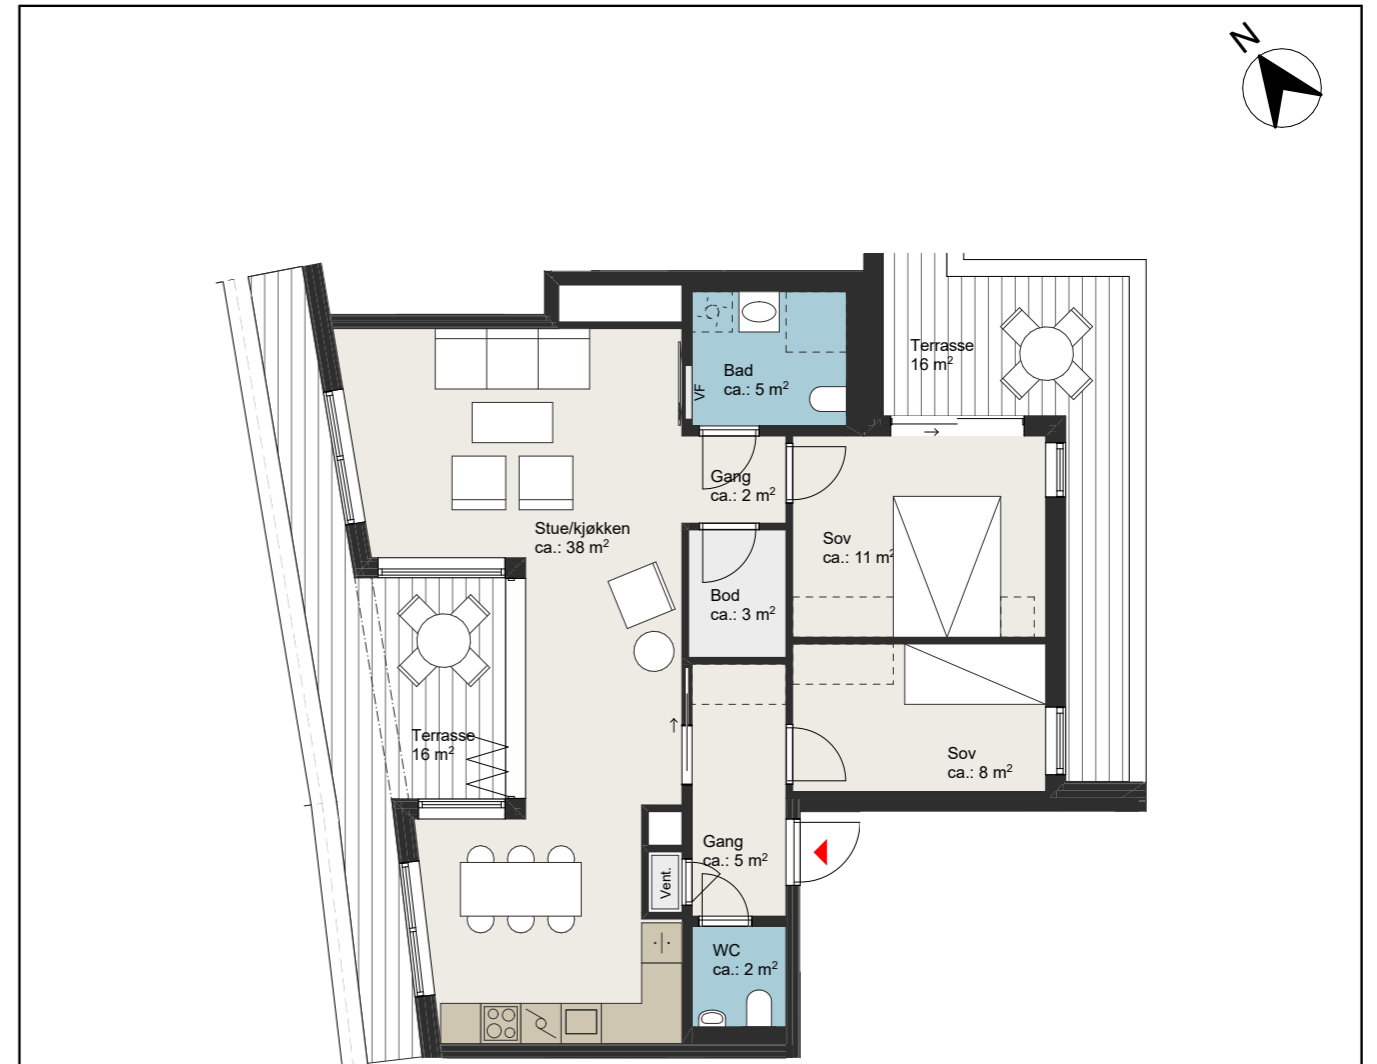 N
Terrasse
16 m²
Bad
ca.: 5 m²
VF
Gang
ca.: 2 m²
Stue/kjøkken
ca.: 38 m²
Sov
ca.: 11 m²
Bod
ca.: 3 m²
Terrasse
16 m²
Sov
ca.: 8 m²
Gang
ca.: 5 m²
Vent.
WC
ca.: 2 m²